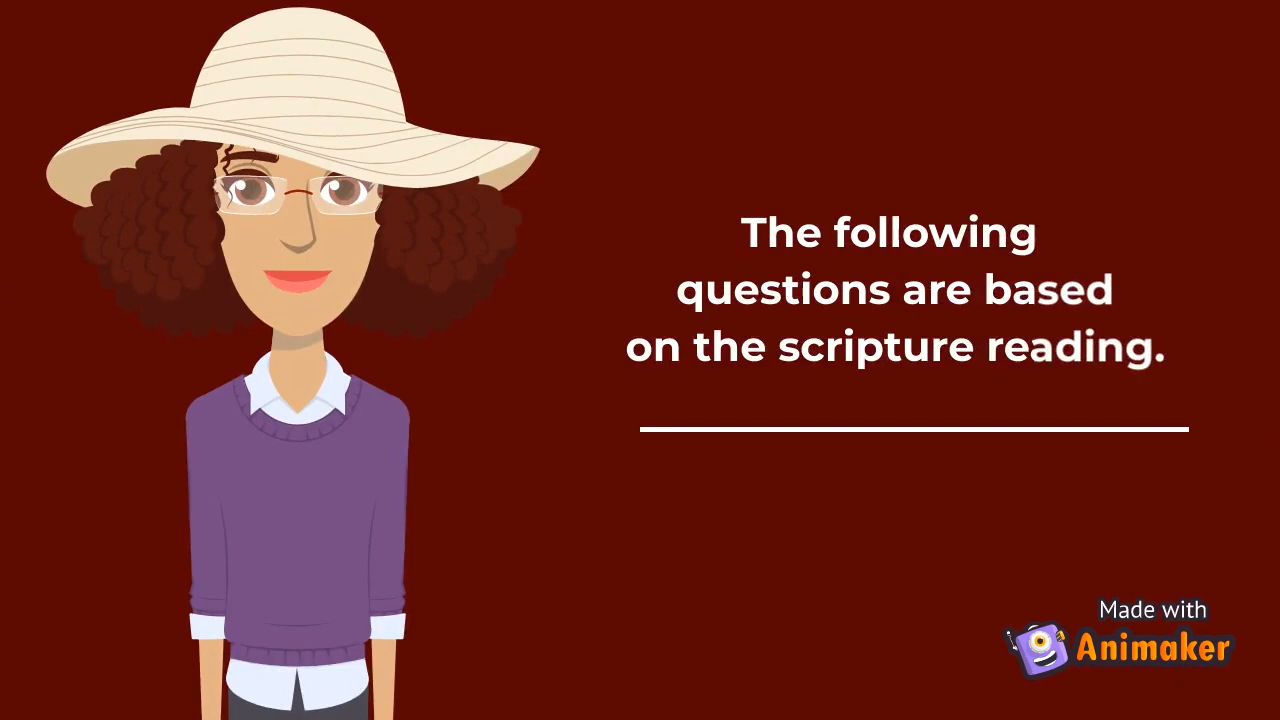 The following
questions are based
on the scripture reading.
Made with
Animaker